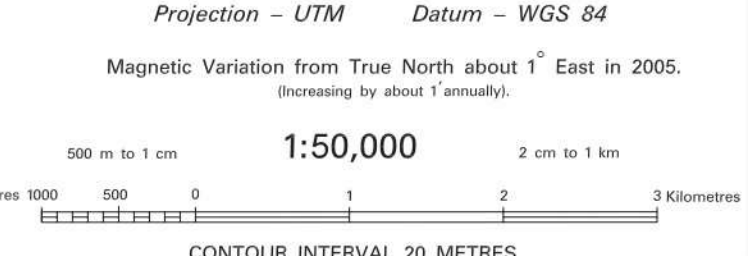 Projection – UTM Datum – WGS 84
Magnetic Variation from True North about 1° East in 2005.
(Increasing by about 1′ annually).
500 m to 1 cm 1:50,000 2 cm to 1 km
1000 500 0 1 2 3 Kilometres
CONTOUR INTERVAL 20 METRES